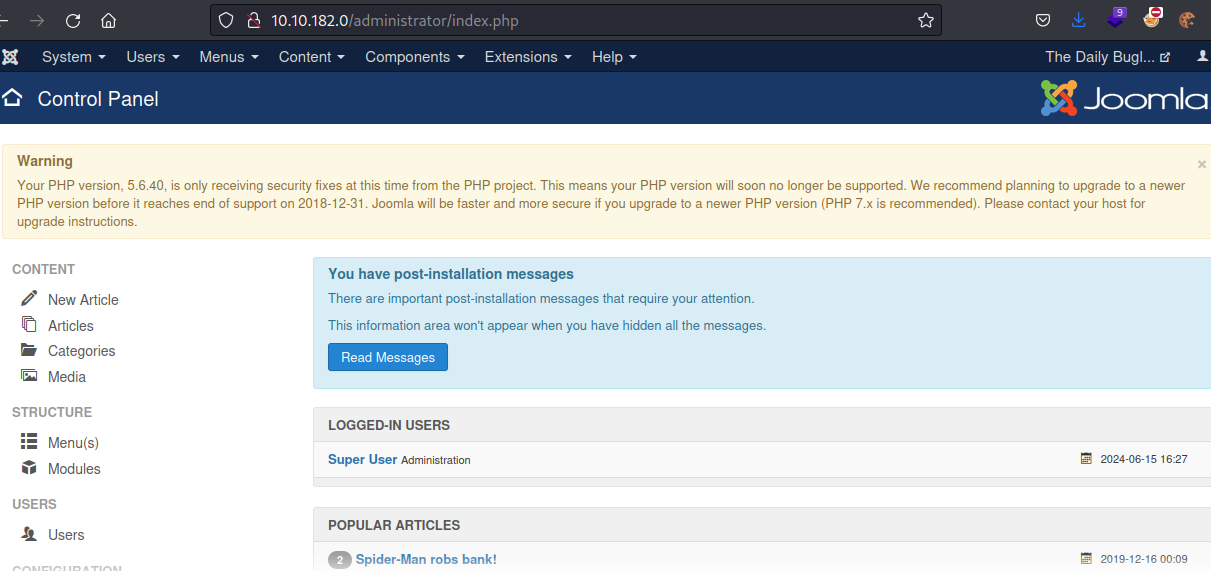 10.10.182.0/administrator/index.php
9
System Users Menus Content Components Extensions Help The Daily Bugl...
Control Panel Joomla
Warning
Your PHP version, 5.6.40, is only receiving security fixes at this time from the PHP project. This means your PHP version will soon no longer be supported. We recommend planning to upgrade to a newer
PHP version before it reaches end of support on 2018-12-31. Joomla will be faster and more secure if you upgrade to a newer PHP version (PHP 7.x is recommended). Please contact your host for
upgrade instructions.
CONTENT
New Article
Articles
Categories
Media
STRUCTURE
Menu(s)
Modules
USERS
Users
CONFIGURATION
You have post-installation messages
There are important post-installation messages that require your attention.
This information area won't appear when you have hidden all the messages.
Read Messages
LOGGED-IN USERS
Super User Administration 2024-06-15 16:27
POPULAR ARTICLES
2 Spider-Man robs bank! 2019-12-16 00:09